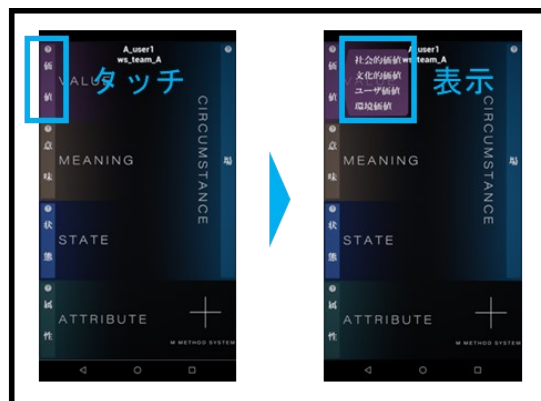 A_user1
ws_team_A
価値
VALUE
タッチ
意味
MEANING
状態
STATE
属性
ATTRIBUTE
CIRCUMSTANCE
場
M METHOD SYSTEM
A_user1
ws_team_A
価値
社会的価値
文化的価値
ユーザ価値
環境価値
表示
意味
MEANING
状態
STATE
属性
ATTRIBUTE
CIRCUMSTANCE
場
M METHOD SYSTEM